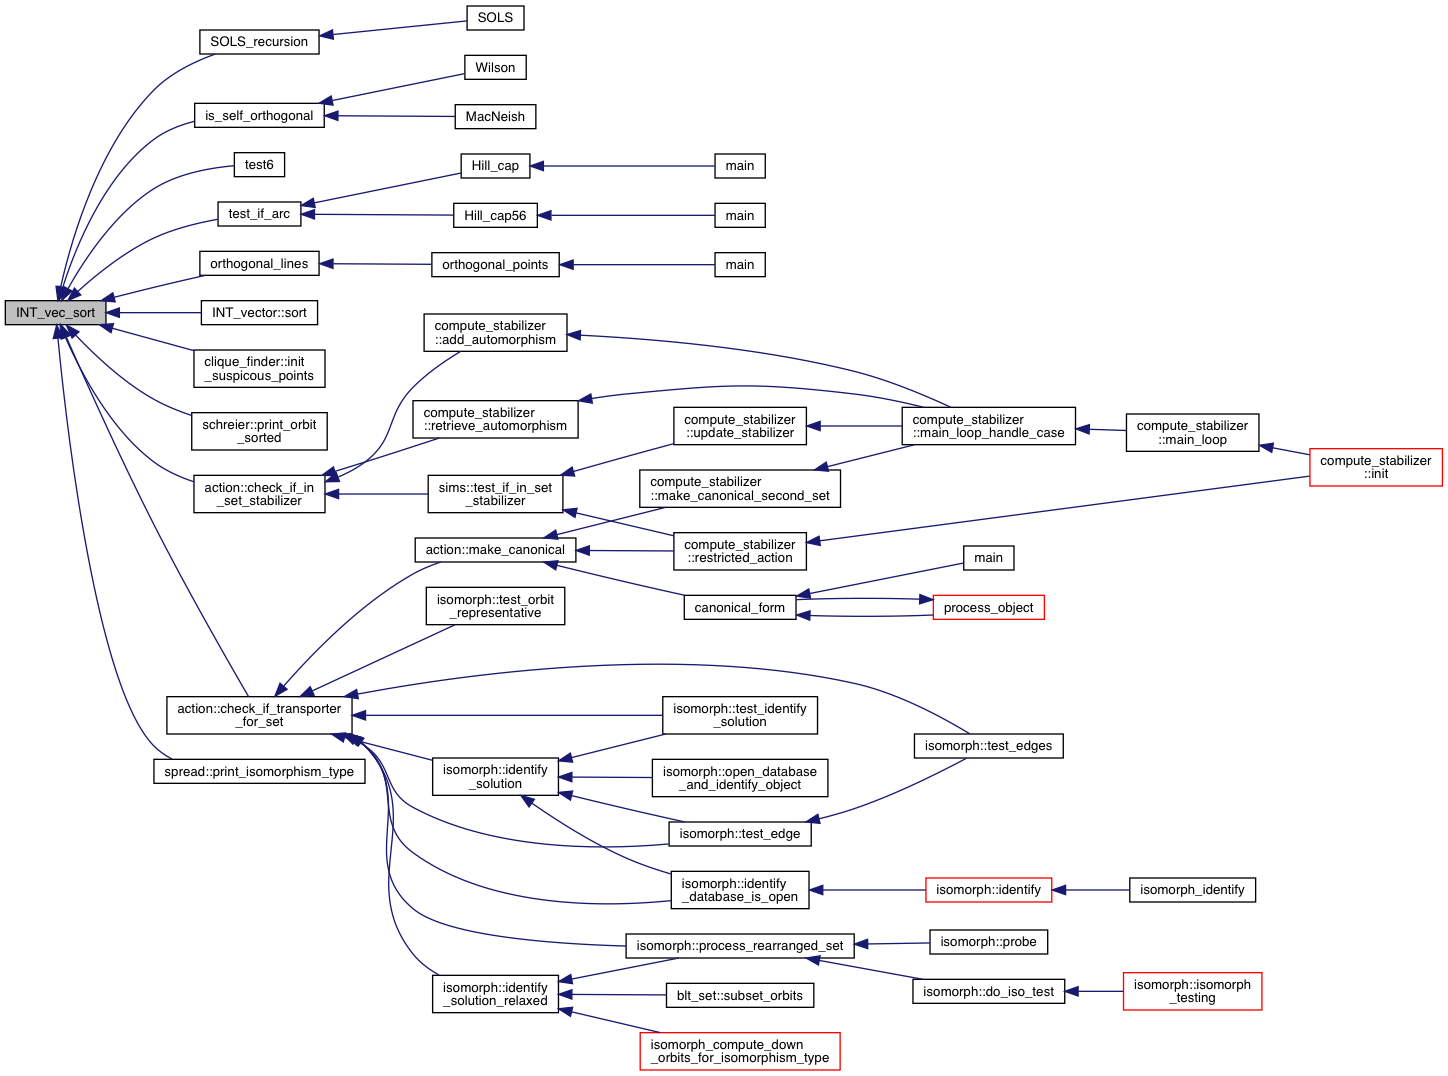 SOLS
SOLS_recursion
Wilson
is_self_orthogonal
MacNeish
test6
Hill_cap
main
test_if_arc
Hill_cap56
main
orthogonal_lines
orthogonal_points
main
INT_vec_sort
INT_vector::sort
compute_stabilizer
::add_automorphism
clique_finder::init
_suspicous_points
schreier::print_orbit
_sorted
compute_stabilizer
::retrieve_automorphism
compute_stabilizer
::update_stabilizer
compute_stabilizer
::main_loop_handle_case
compute_stabilizer
::main_loop
compute_stabilizer
::init
action::check_if_in
_set_stabilizer
sims::test_if_in_set
_stabilizer
compute_stabilizer
::make_canonical_second_set
action::make_canonical
compute_stabilizer
::restricted_action
main
isomorph::test_orbit
_representative
canonical_form
process_object
action::check_if_transporter
_for_set
isomorph::test_identify
_solution
isomorph::test_edges
spread::print_isomorphism_type
isomorph::identify
_solution
isomorph::open_database
_and_identify_object
isomorph::test_edge
isomorph::identify
_database_is_open
isomorph::identify
isomorph_identify
isomorph::process_rearranged_set
isomorph::probe
isomorph::identify
_solution_relaxed
blt_set::subset_orbits
isomorph::do_iso_test
isomorph::isomorph
_testing
isomorph_compute_down
_orbits_for_isomorphism_type